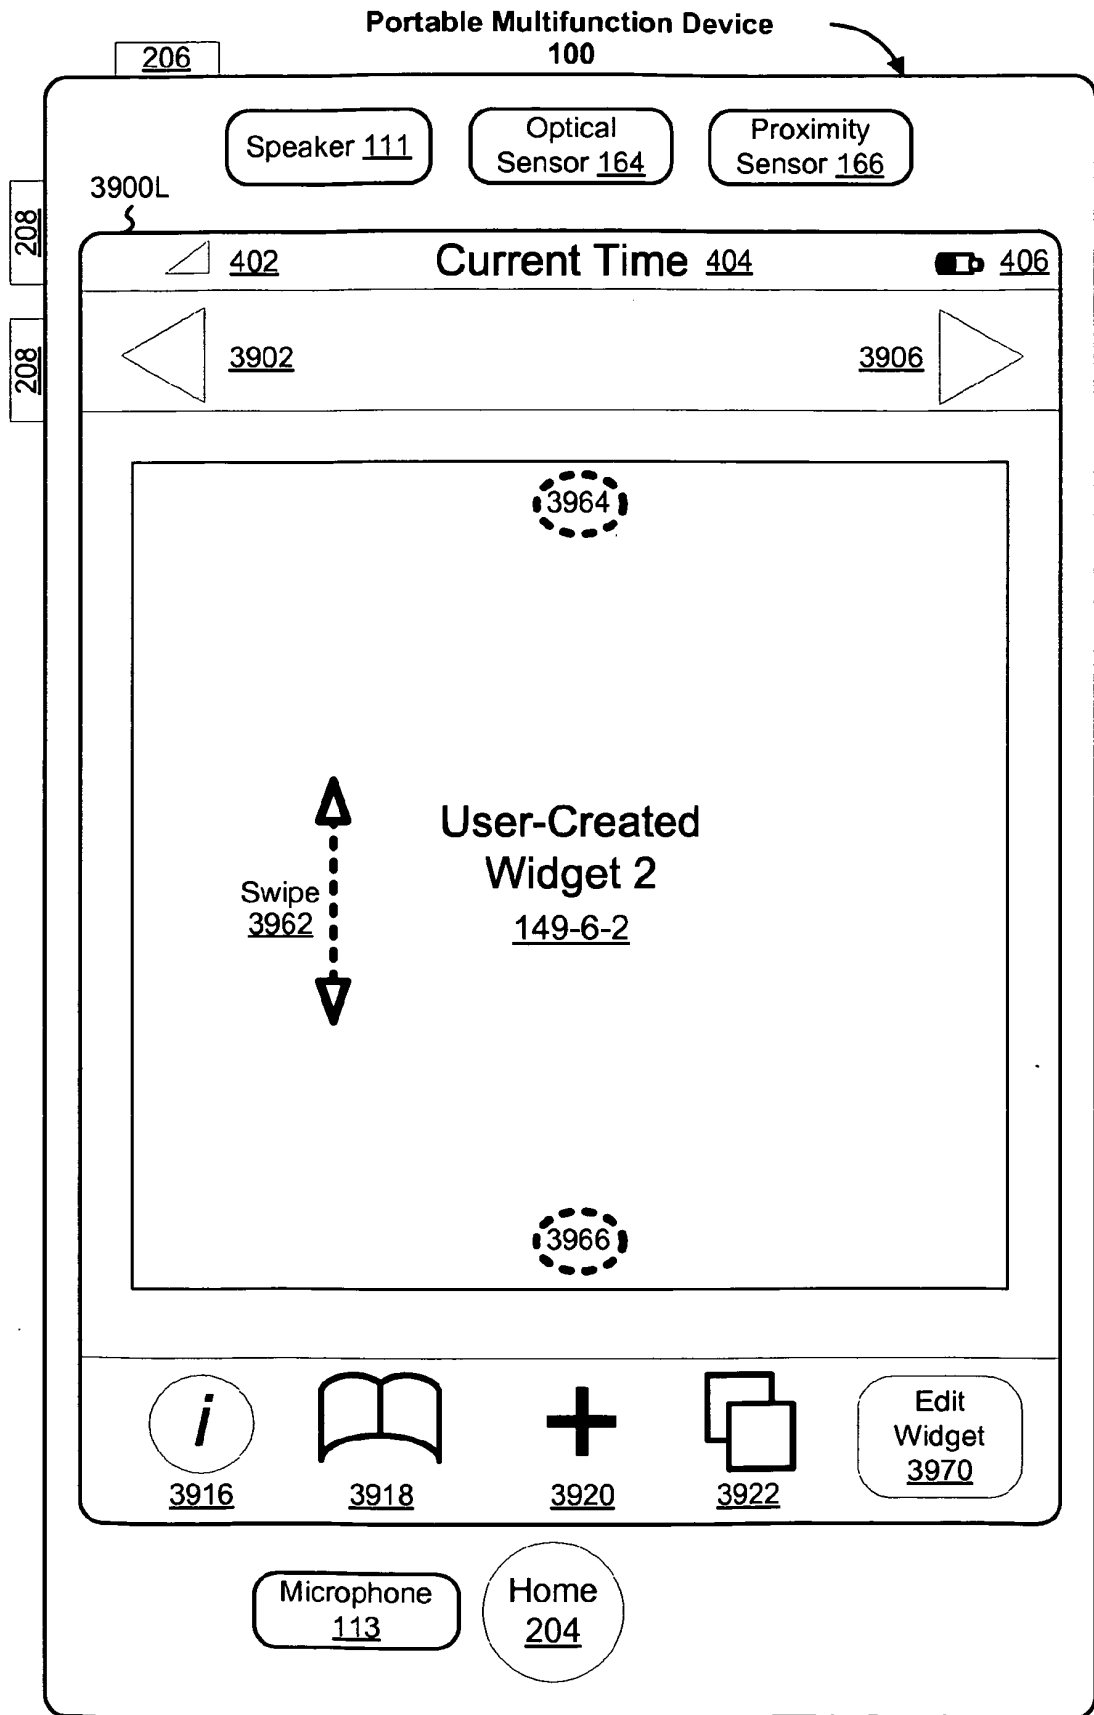 Portable Multifunction Device
100
206
Speaker 111
Optical
Sensor 164
Proximity
Sensor 166
3900L
208
402
Current Time 404
406
208
3902
3906
3964
User-Created
Widget 2
149-6-2
Swipe
3962
3966
i
3916
3918
3920
3922
Edit
Widget
3970
Microphone
113
Home
204